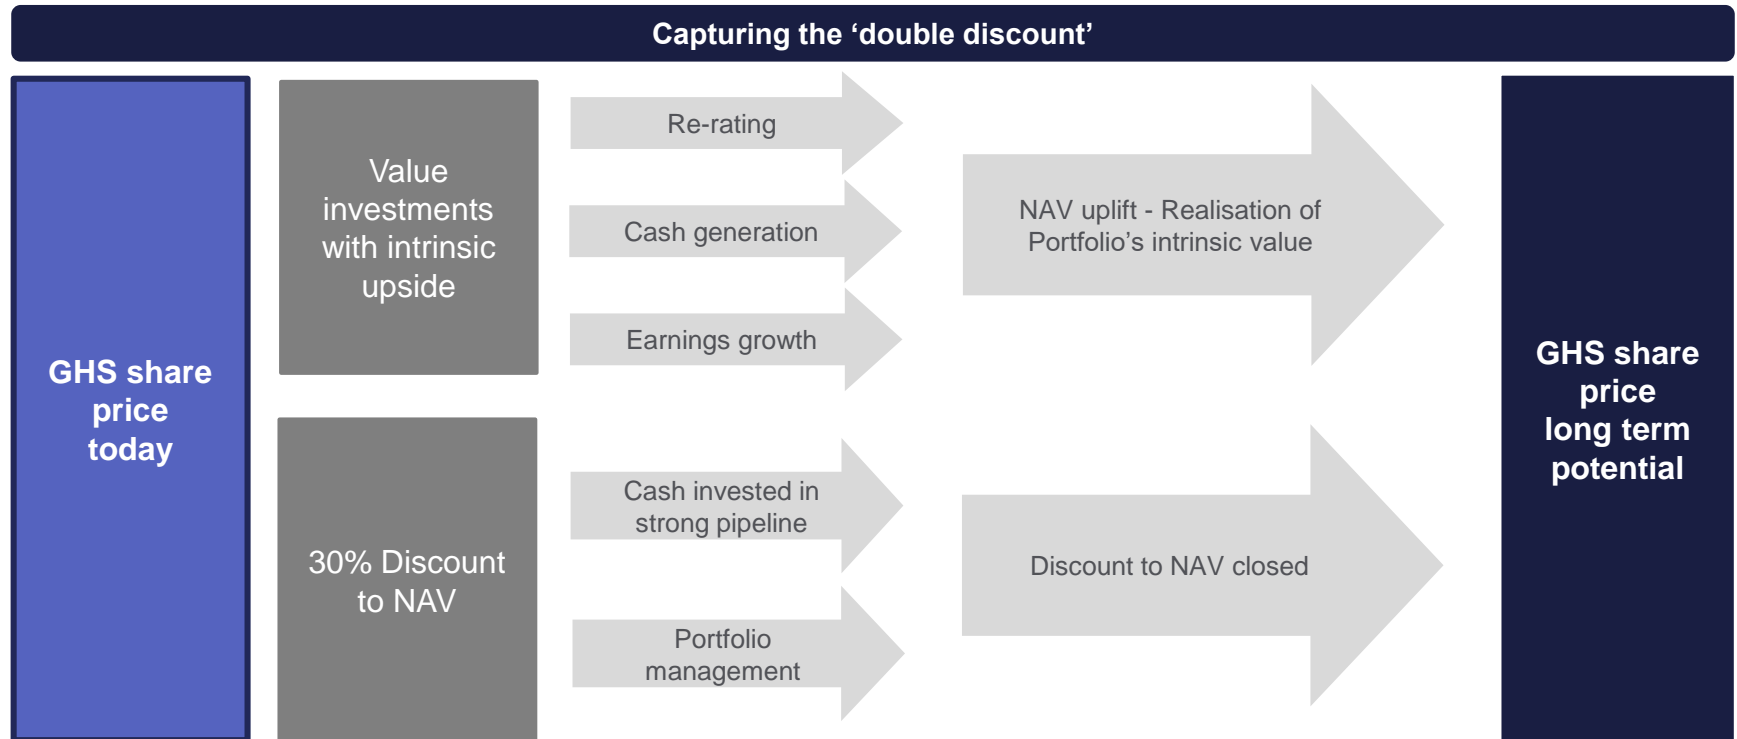 Capturing the ‘double discount’
GHS share
price
today
Value
investments
with intrinsic
upside
Re-rating
Cash generation
Earnings growth
NAV uplift - Realisation of
Portfolio’s intrinsic value
30% Discount
to NAV
Cash invested in
strong pipeline
Portfolio
management
Discount to NAV closed
GHS share
price
long term
potential